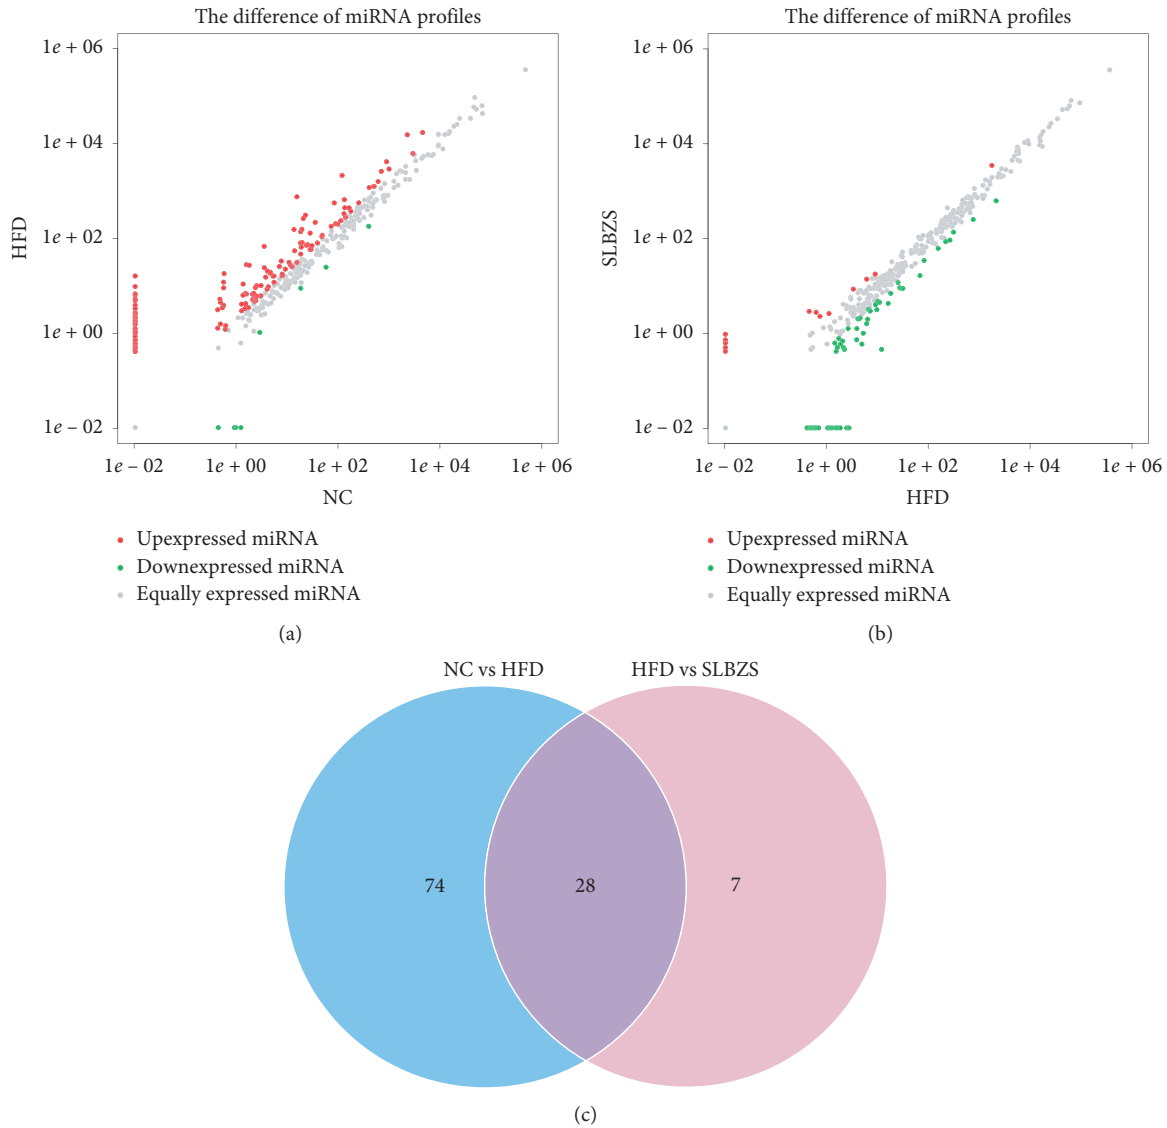 The difference of miRNA profiles
1e + 06
1e + 04
1e + 02
1e + 00
1e – 02
HFD
1e – 02 1e + 00 1e + 02 1e + 04 1e + 06
NC
Upexpressed miRNA
Downexpressed miRNA
Equally expressed miRNA
(a)
The difference of miRNA profiles
1e + 06
1e + 04
1e + 02
1e + 00
1e – 02
SLBZS
1e – 02 1e + 00 1e + 02 1e + 04 1e + 06
HFD
Upexpressed miRNA
Downexpressed miRNA
Equally expressed miRNA
(b)
NC vs HFD HFD vs SLBZS
74 28 7
(c)